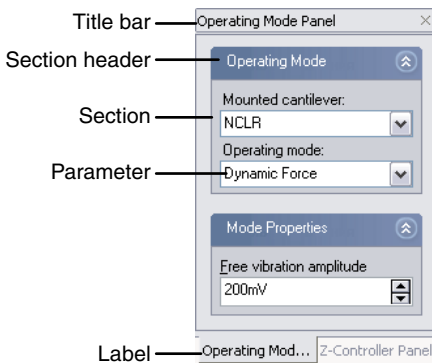 Title bar
Operating Mode Panel
Section header
Operating Mode
Mounted cantilever:
Section
NCLR
Operating mode:
Parameter
Dynamic Force
Mode Properties
Free vibration amplitude
200mV
Label
Operating Mod...
Z-Controller Panel